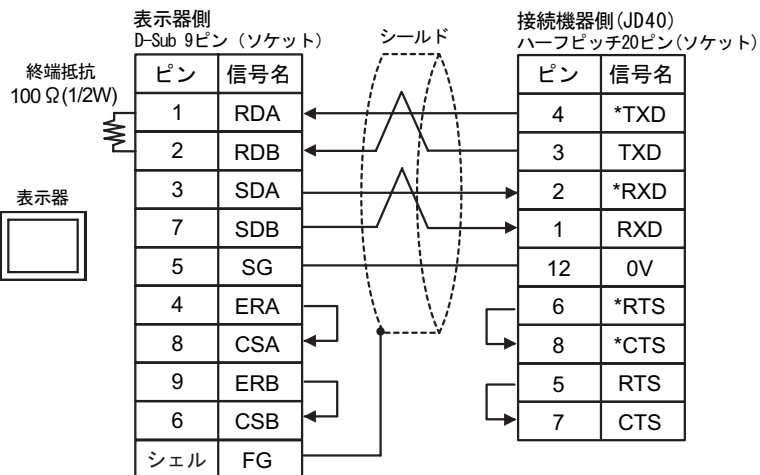 表示器側
D-Sub 9ピン（ソケット）
シールド
接続機器側(JD40)
ハーフピッチ20ピン(ソケット)
終端抵抗
100Ω(1/2W)
表示器
ピン 信号名
1 RDA
2 RDB
3 SDA
7 SDB
5 SG
4 ERA
8 CSA
9 ERB
6 CSB
シェル FG
ピン 信号名
4 *TXD
3 TXD
2 *RXD
1 RXD
12 0V
6 *RTS
8 *CTS
5 RTS
7 CTS